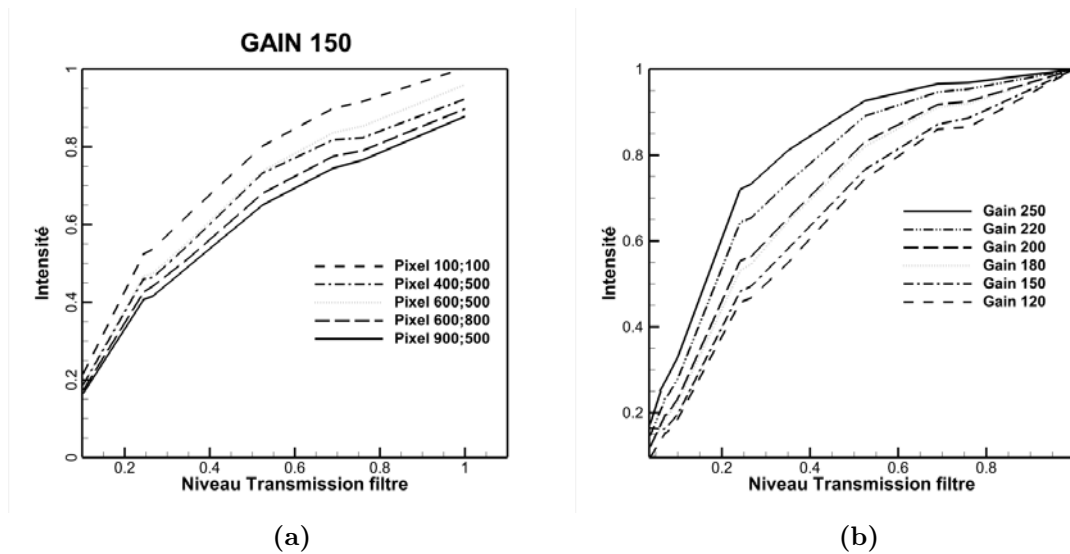 GAIN 150
1
0.8
0.6
0.4
0.2
0
Intensité
Pixel 100;100
Pixel 400;500
Pixel 600;500
Pixel 600;800
Pixel 900;500
0.2 0.4 0.6 0.8 1
Niveau Transmission filtre
(a)
1
0.8
0.6
0.4
0.2
Intensité
Gain 250
Gain 220
Gain 200
Gain 180
Gain 150
Gain 120
0.2 0.4 0.6 0.8
Niveau Transmission filtre
(b)